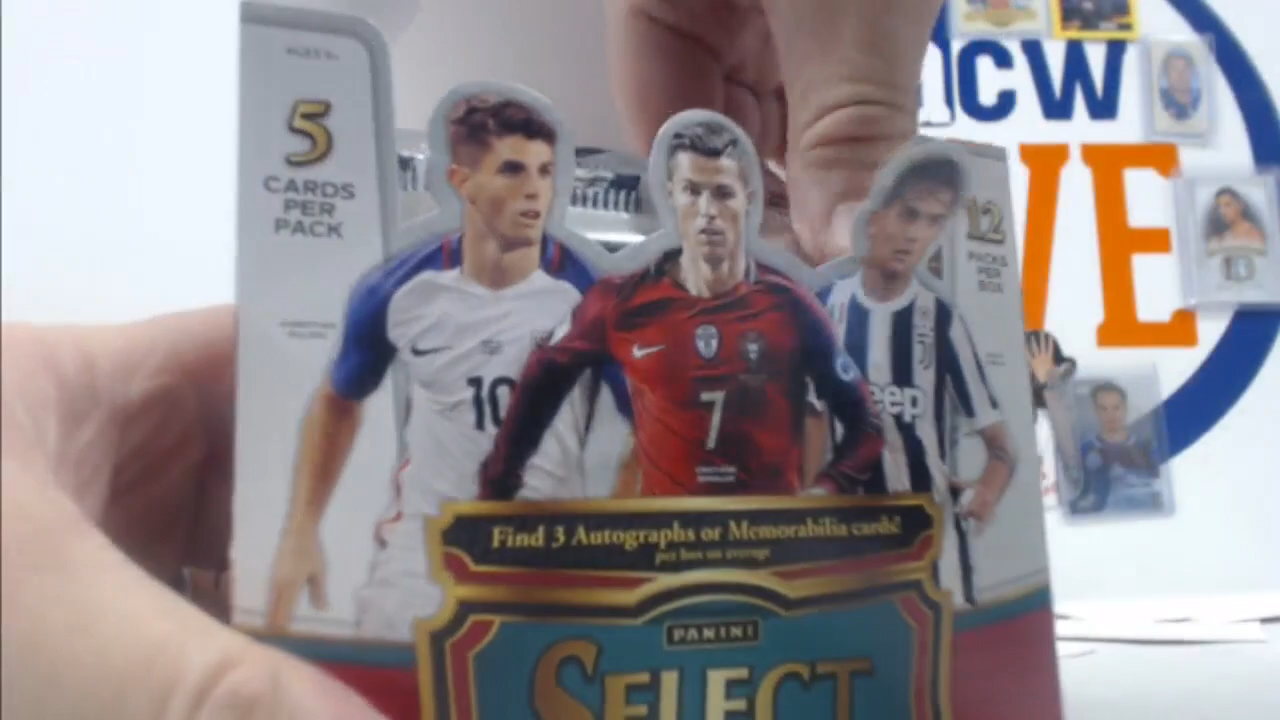 5
CARDS
PER
PACK
12
PACKS
PER
BOX
10
7
Jeep
Find 3 Autographs or Memorabilia cards!
per box on average
PANINI
SELECT
CW
VE
10